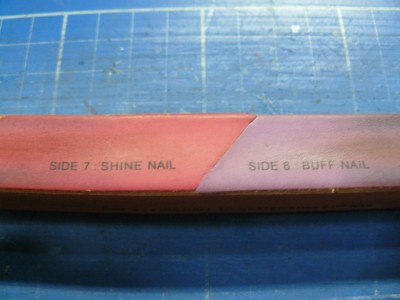 SIDE 7 : SHINE NAIL
SIDE 6 : BUFF NAIL